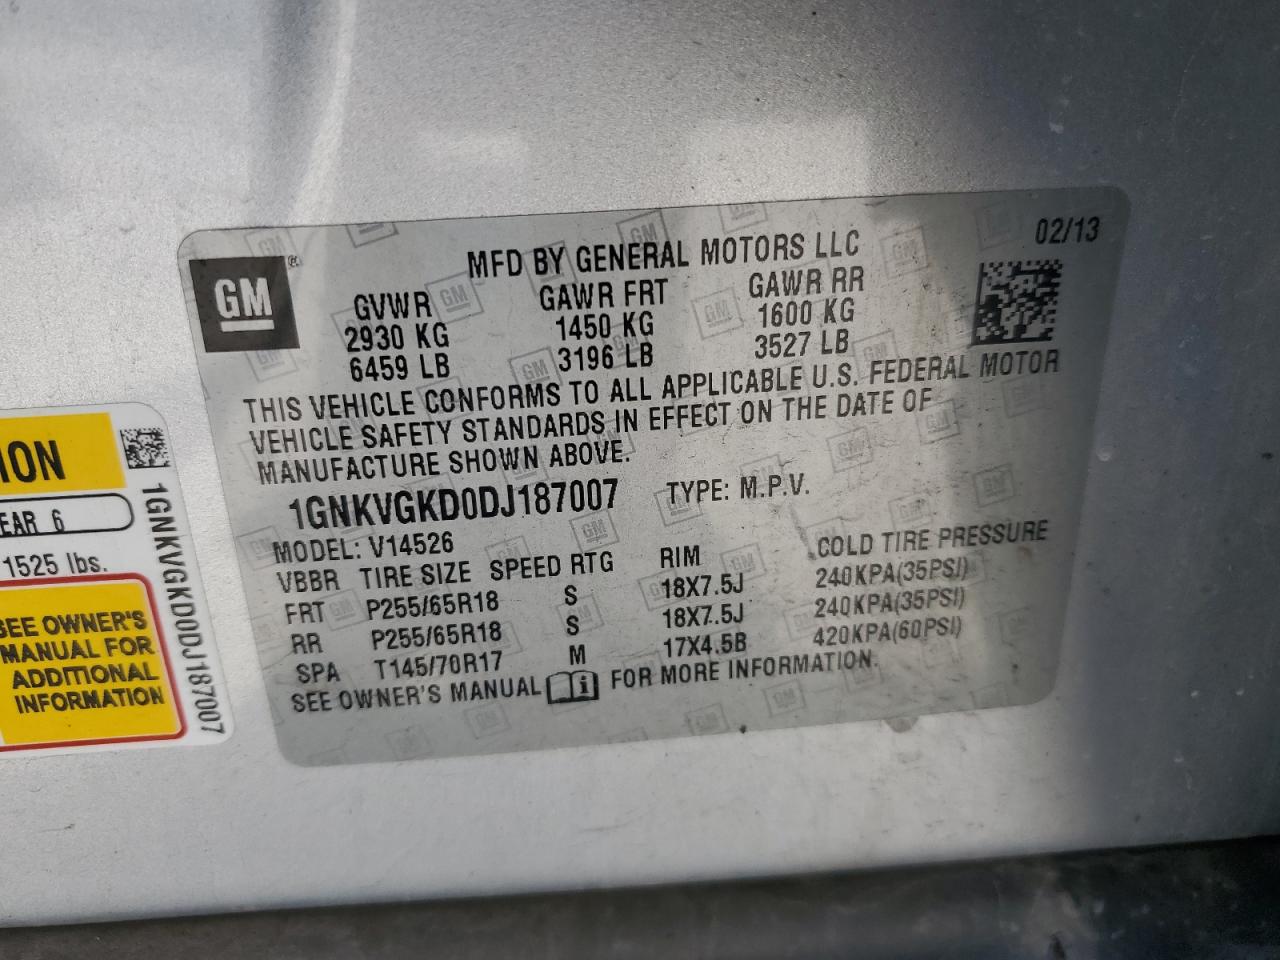 MFD BY GENERAL MOTORS LLC
02/13
GM
®
GVWR GAWR FRT GAWR RR
2930 KG 1450 KG 1600 KG
6459 LB 3196 LB 3527 LB
THIS VEHICLE CONFORMS TO ALL APPLICABLE U.S. FEDERAL MOTOR
VEHICLE SAFETY STANDARDS IN EFFECT ON THE DATE OF
MANUFACTURE SHOWN ABOVE.
1GNKVGKD0DJ187007 TYPE: M.P.V.
MODEL: V14526
VBBR TIRE SIZE SPEED RTG RIM COLD TIRE PRESSURE
FRT P255/65R18 S 18X7.5J 240KPA(35PSI)
RR P255/65R18 S 18X7.5J 240KPA(35PSI)
SPA T145/70R17 M 17X4.5B 420KPA(60PSI)
SEE OWNER'S MANUAL i FOR MORE INFORMATION.
ION
EAR 6
1525 lbs.
SEE OWNER'S
MANUAL FOR
ADDITIONAL
INFORMATION
1GNKVGKD0DJ187007